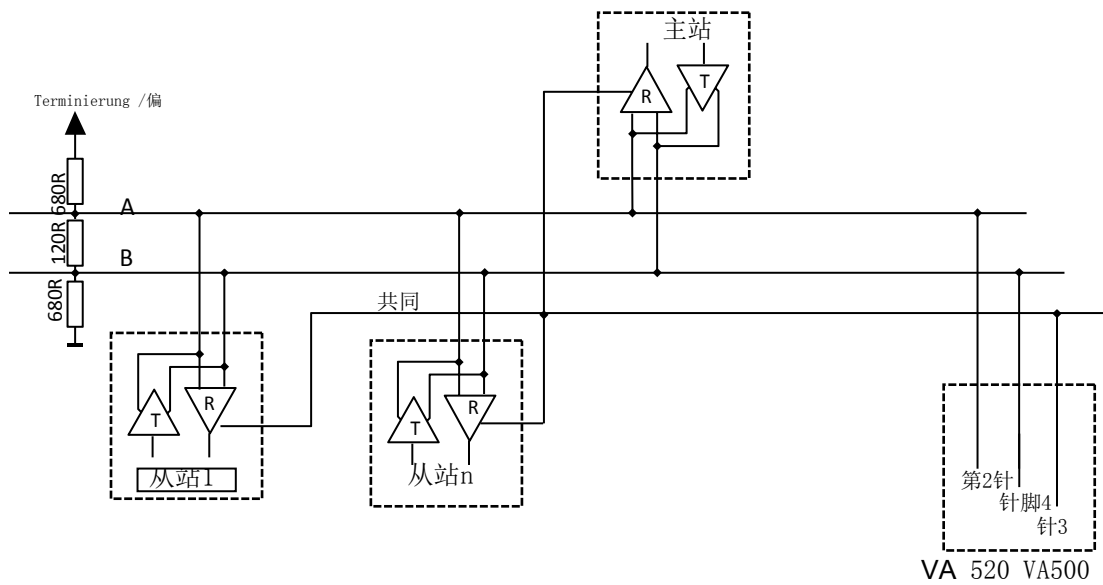 主站
T
R
Terminierung /偏
680R
A
120R
B
680R
共同
R
T
从站1
R
T
从站n
第2针
针脚4
针3
VA 520 VA500